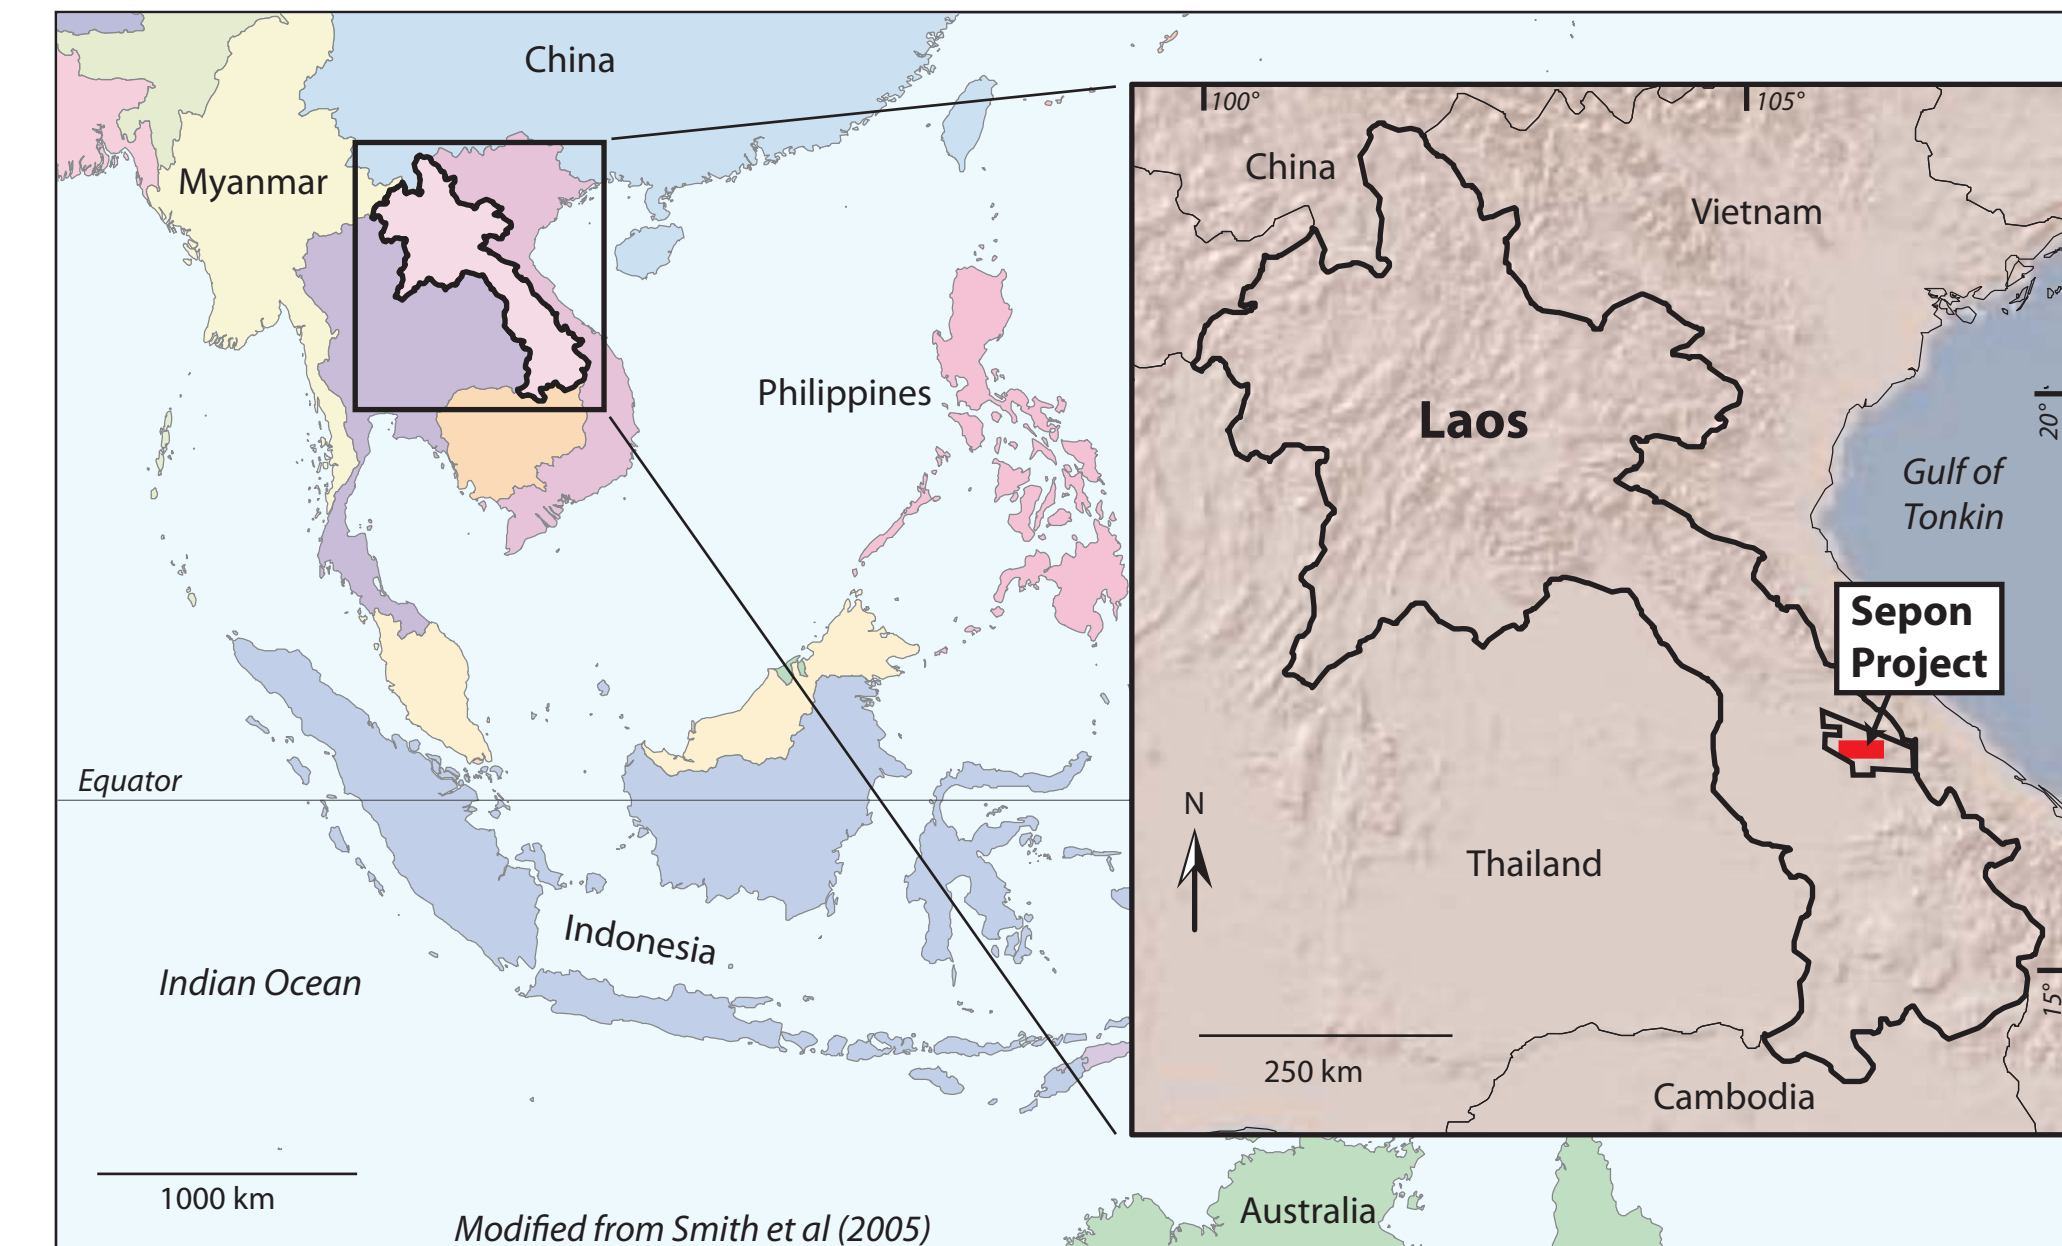 China
Myanmar
Philippines
Equator
Indonesia
Indian Ocean
1000 km
Modified from Smith et al (2005)
Australia
100°
105°
China
Vietnam
Laos
20°
Gulf of
Tonkin
Sepon
Project
N
Thailand
15°
250 km
Cambodia